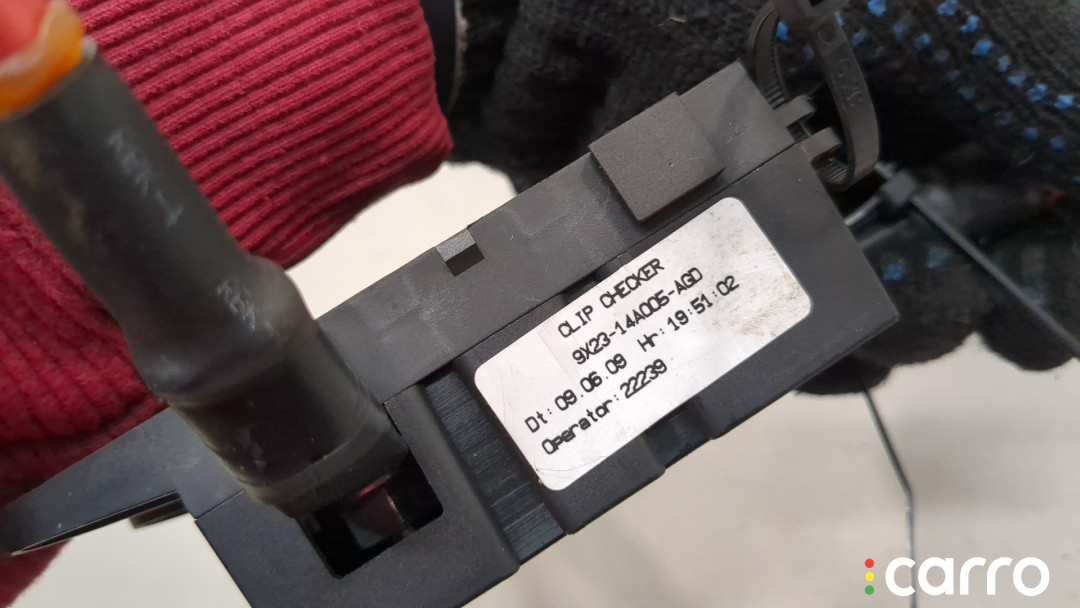 CLIP CHECKER
9X23-14A005-AGD
Dt: 09.06.09 Hr: 19:51:02
Operator: 22239
carro